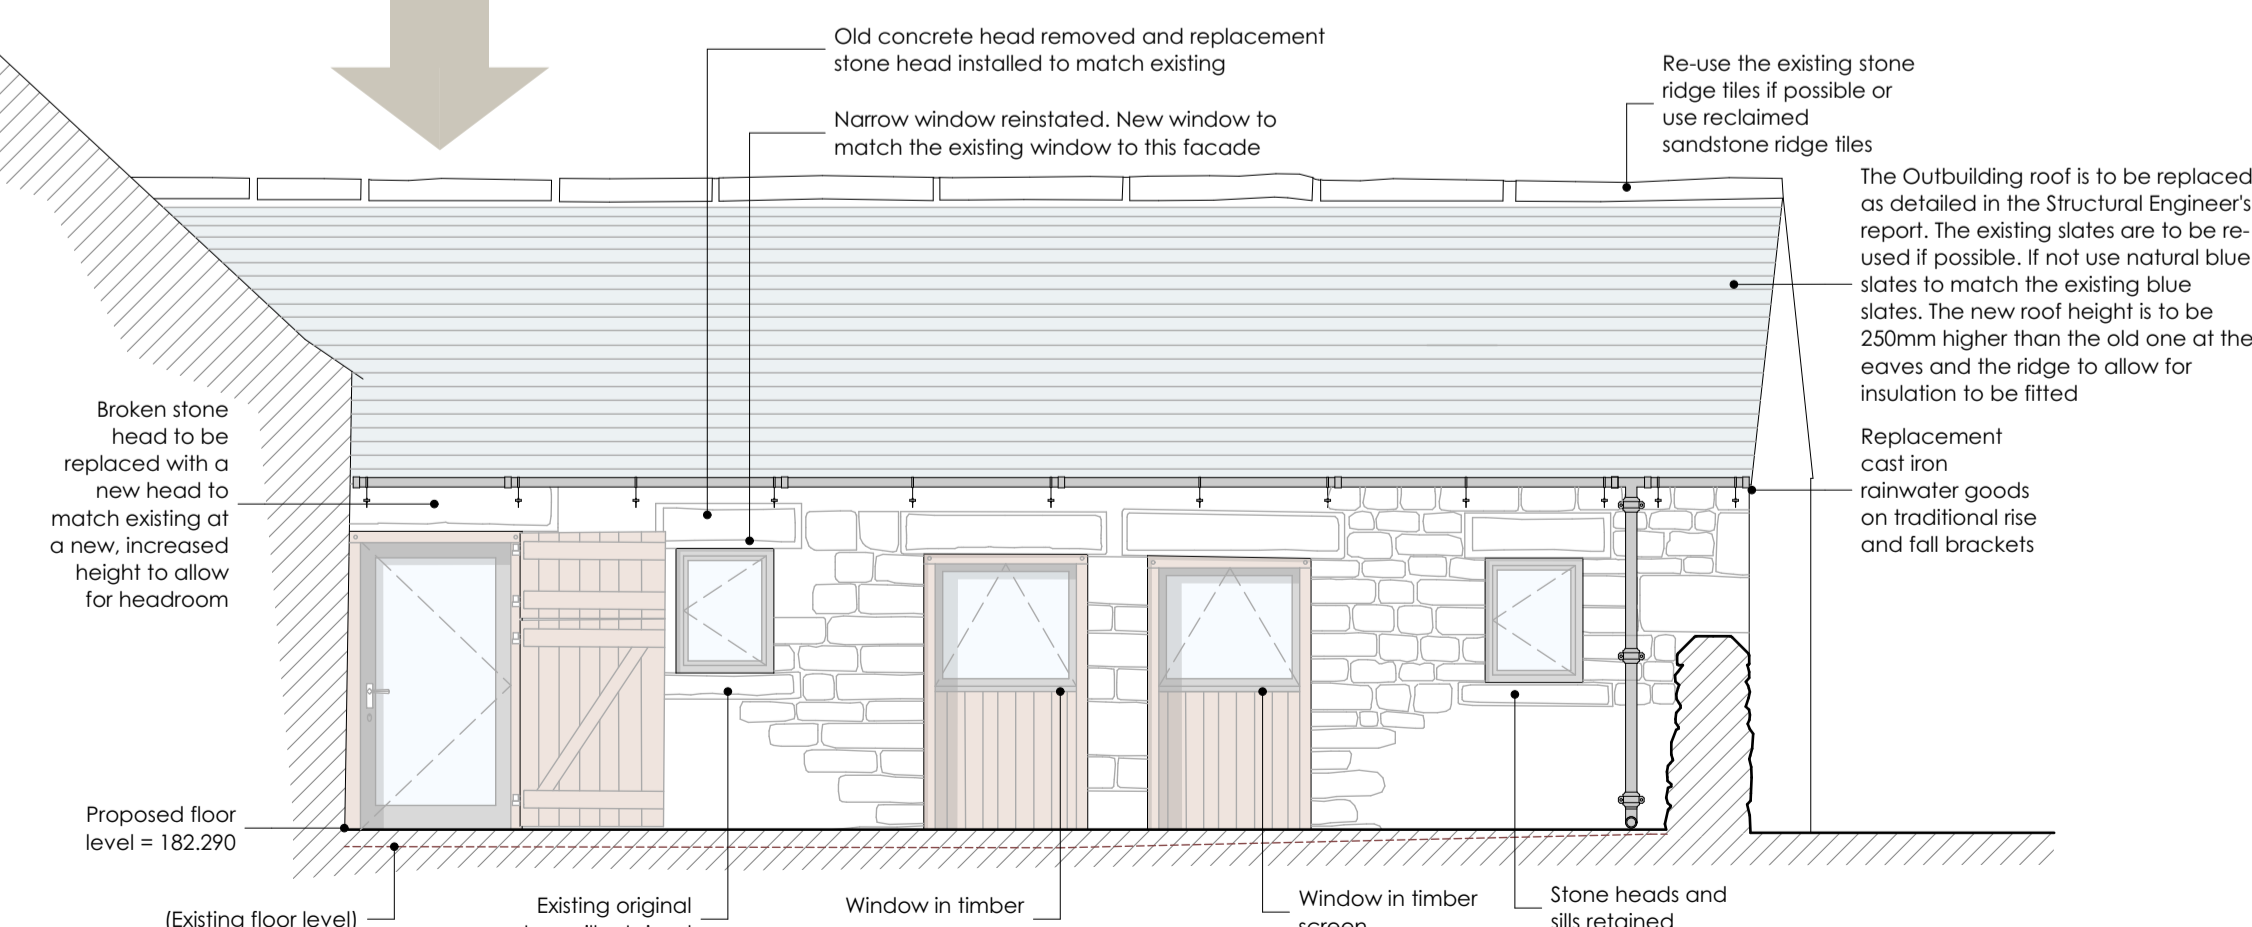 Old concrete head removed and replacement
stone head installed to match existing
Narrow window reinstated. New window to
match the existing window to this facade
Re-use the existing stone
ridge tiles if possible or
use reclaimed
sandstone ridge tiles
The Outbuilding roof is to be replaced
as detailed in the Structural Engineer's
report. The existing slates are to be re-
used if possible. If not use natural blue
slates to match the existing blue
slates. The new roof height is to be
250mm higher than the old one at the
eaves and the ridge to allow for
insulation to be fitted
Broken stone
head to be
replaced with a
new head to
match existing at
a new, increased
height to allow
for headroom
Replacement
cast iron
rainwater goods
on traditional rise
and fall brackets
Proposed floor
level = 182.290
(Existing floor level)
Existing original
Window in timber
Window in timber
screen
Stone heads and
sills retained